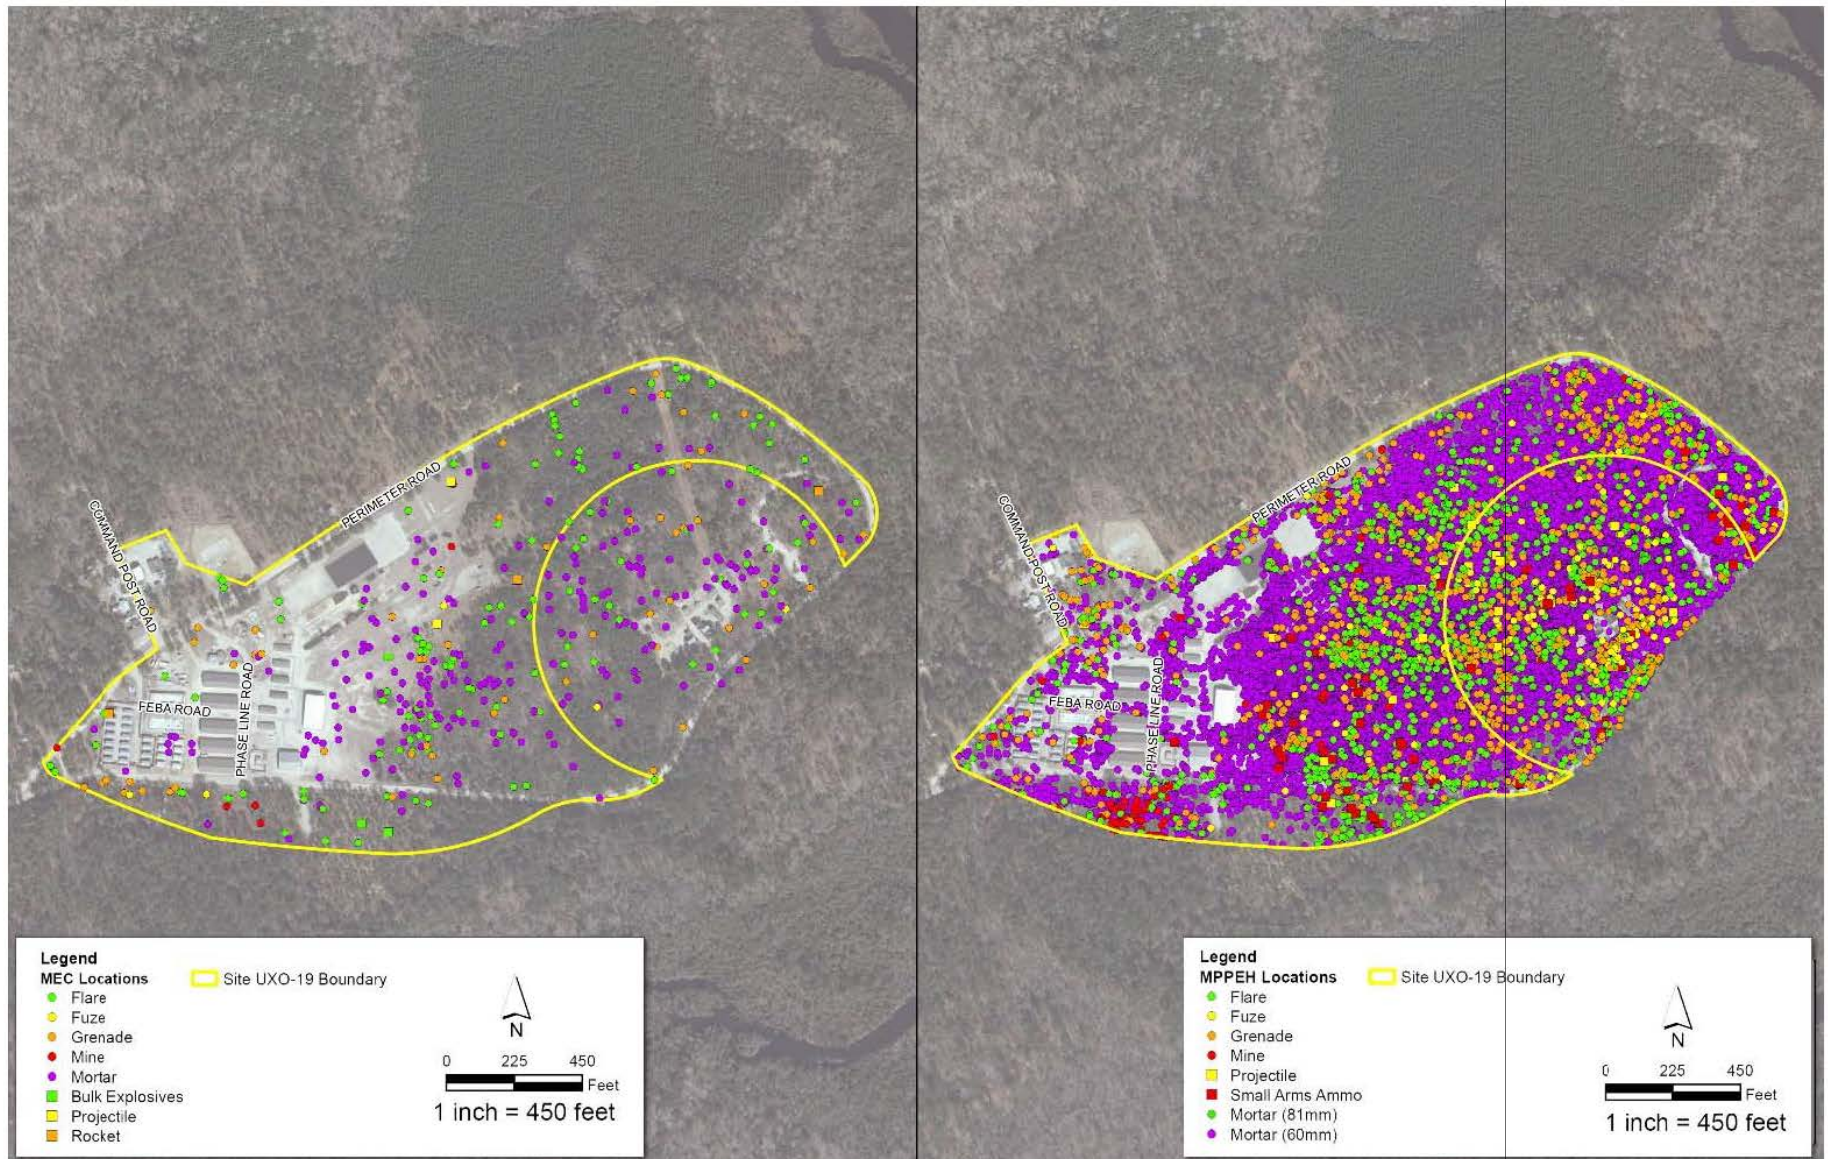 PERIMETER ROAD
COMMAND POST ROAD
FEBA ROAD
PHASE LINE ROAD
Legend
MEC Locations
Site UXO-19 Boundary
Flare
Fuze
Grenade
Mine
Mortar
Bulk Explosives
Projectile
Rocket
N
0 225 450
Feet
1 inch = 450 feet
PERIMETER ROAD
COMMAND POST ROAD
FEBA ROAD
PHASE LINE ROAD
Legend
MPPEH Locations
Site UXO-19 Boundary
Flare
Fuze
Grenade
Mine
Projectile
Small Arms Ammo
Mortar (81mm)
Mortar (60mm)
N
0 225 450
Feet
1 inch = 450 feet